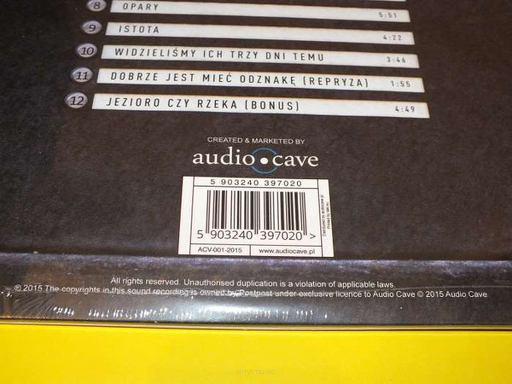 8 OPARY 5:51
9 ISTOTA 4:22
10 WIDZIELIŚMY ICH TRZY DNI TEMU 3:46
11 DOBRZE JEST MIEĆ ODZNAKĘ (REPRYZA) 1:55
12 JEZIORO CZY RZEKA (BONUS) 4:49
CREATED & MARKETED BY
audio cave
5 903240 397020
5 903240 397020 >
ACV-001-2015 www.audiocave.pl
All rights reserved. Unauthorised duplication is a violation of applicable laws.
℗ 2015 The copyrights in this sound recording is owned by Postpost under exclusive licence to Audio Cave © 2015 Audio Cave